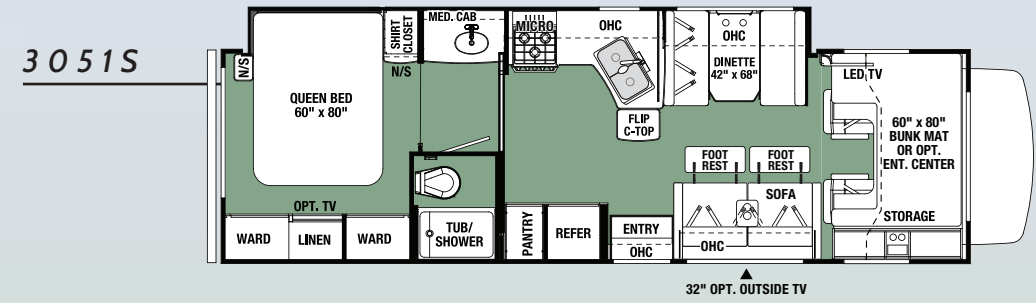 3051S
N/S
QUEEN BED
60" x 80"
SHIRT
CLOSET
N/S
MED. CAB
MICRO
OHC
FLIP
C-TOP
OHC
DINETTE
42" x 68"
LED TV
60" x 80"
BUNK MAT
OR OPT.
ENT. CENTER
STORAGE
FOOT
REST
FOOT
REST
SOFA
OHC
OPT. TV
WARD
LINEN
WARD
TUB/
SHOWER
PANTRY
REFER
ENTRY
OHC
32" OPT. OUTSIDE TV